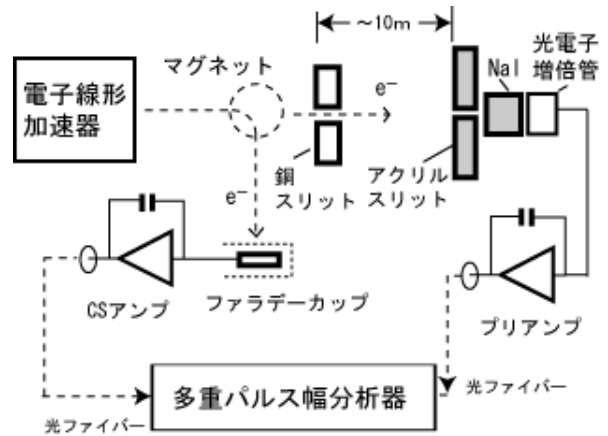 ~10m
光電子
増倍管
マグネット
NaI
電子線形
加速器
e−
銅
スリット
アクリル
スリット
e−
CSアンプ
ファラデーカップ
プリアンプ
多重パルス幅分析器
光ファイバー
光ファイバー